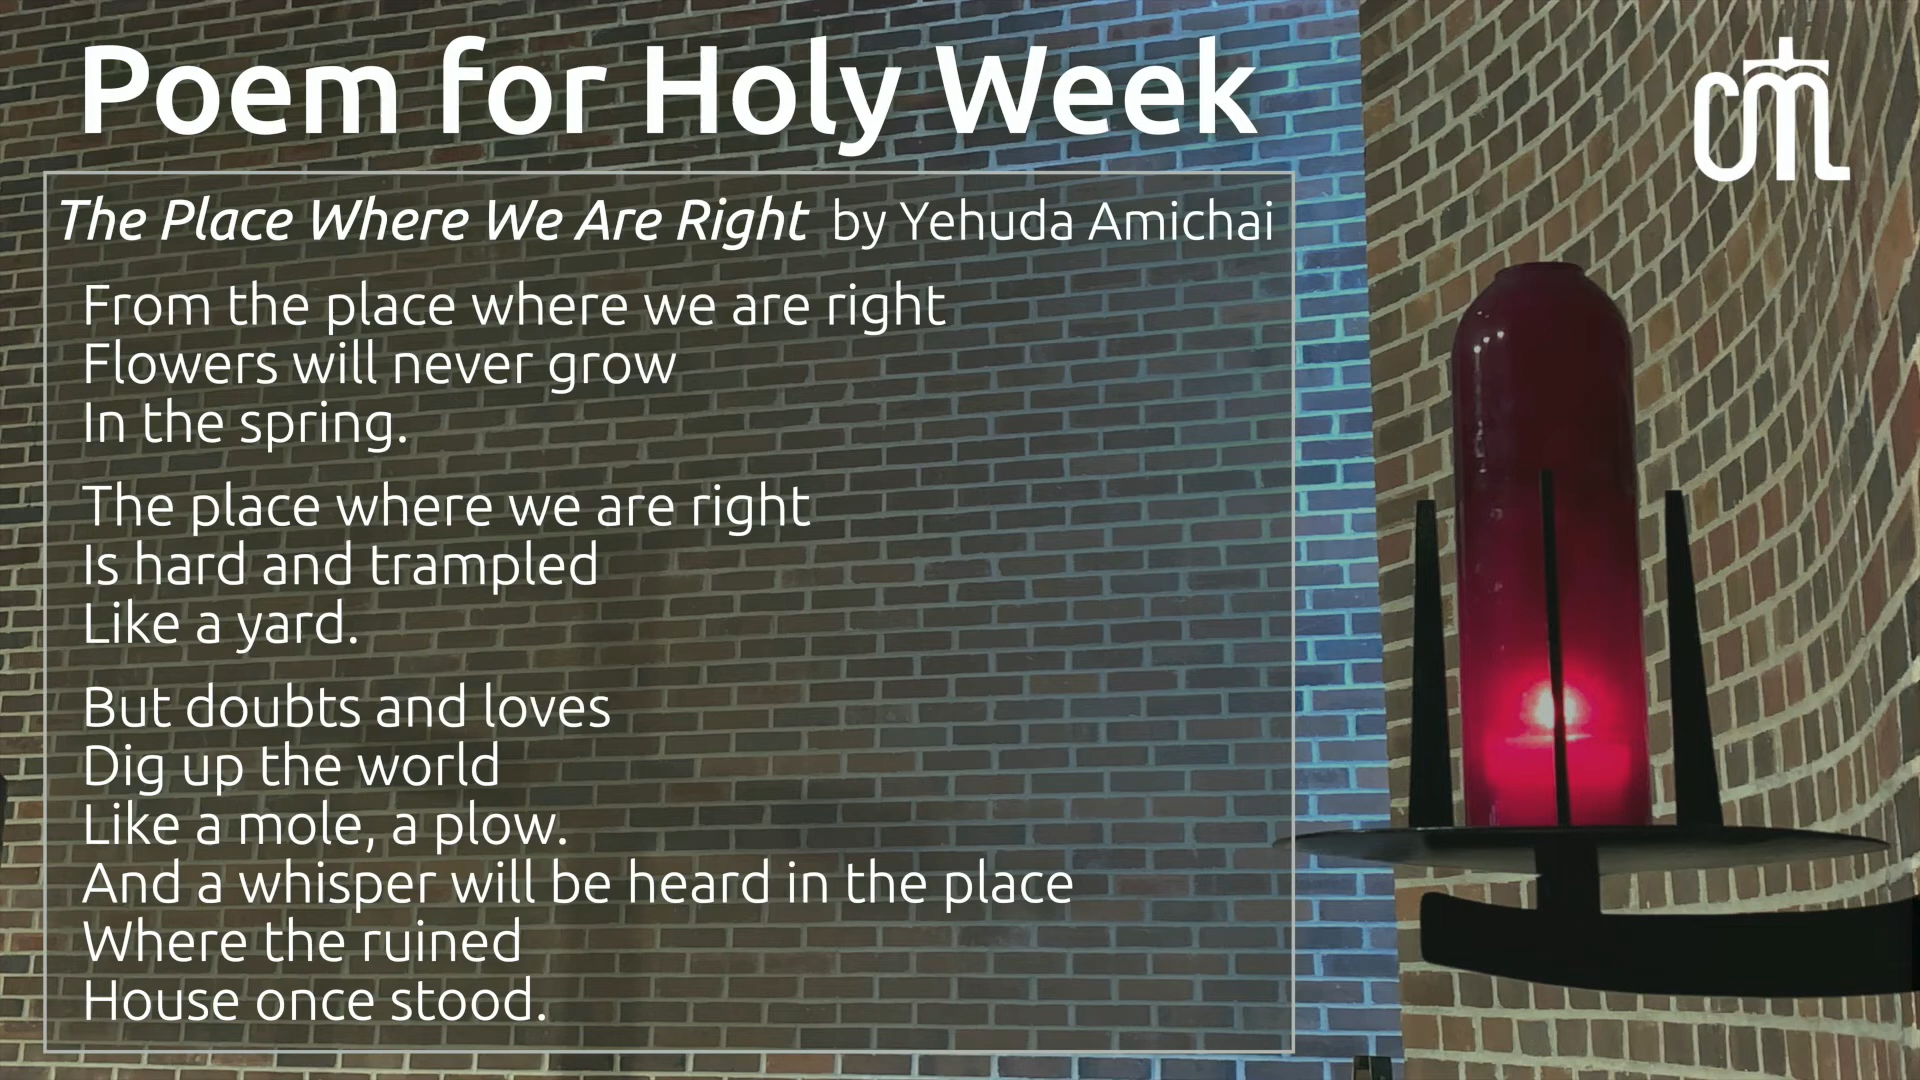 Poem for Holy Week
The Place Where We Are Right by Yehuda Amichai
From the place where we are right
Flowers will never grow
In the spring.
The place where we are right
Is hard and trampled
Like a yard.
But doubts and loves
Dig up the world
Like a mole, a plow.
And a whisper will be heard in the place
Where the ruined
House once stood.